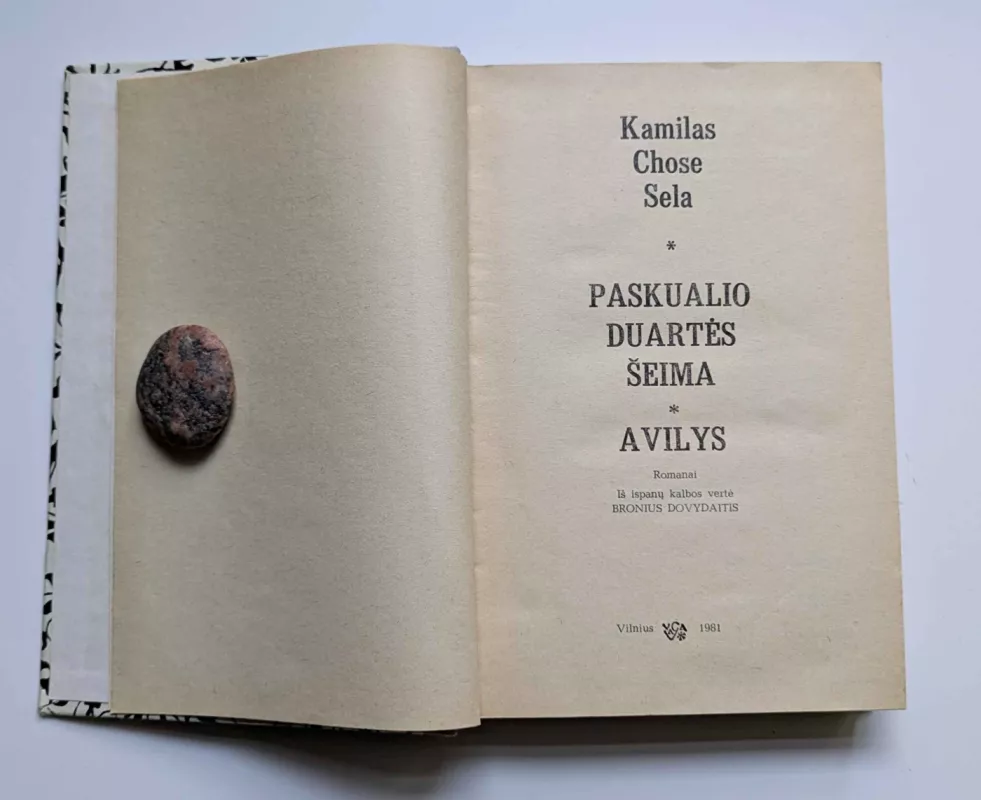 Kamilas
Chose
Sela
*
PASKUALIO
DUARTĖS
ŠEIMA
*
AVILYS
Romanai
Iš ispanų kalbos vertė
BRONIUS DOVYDAITIS
Vilnius 1981